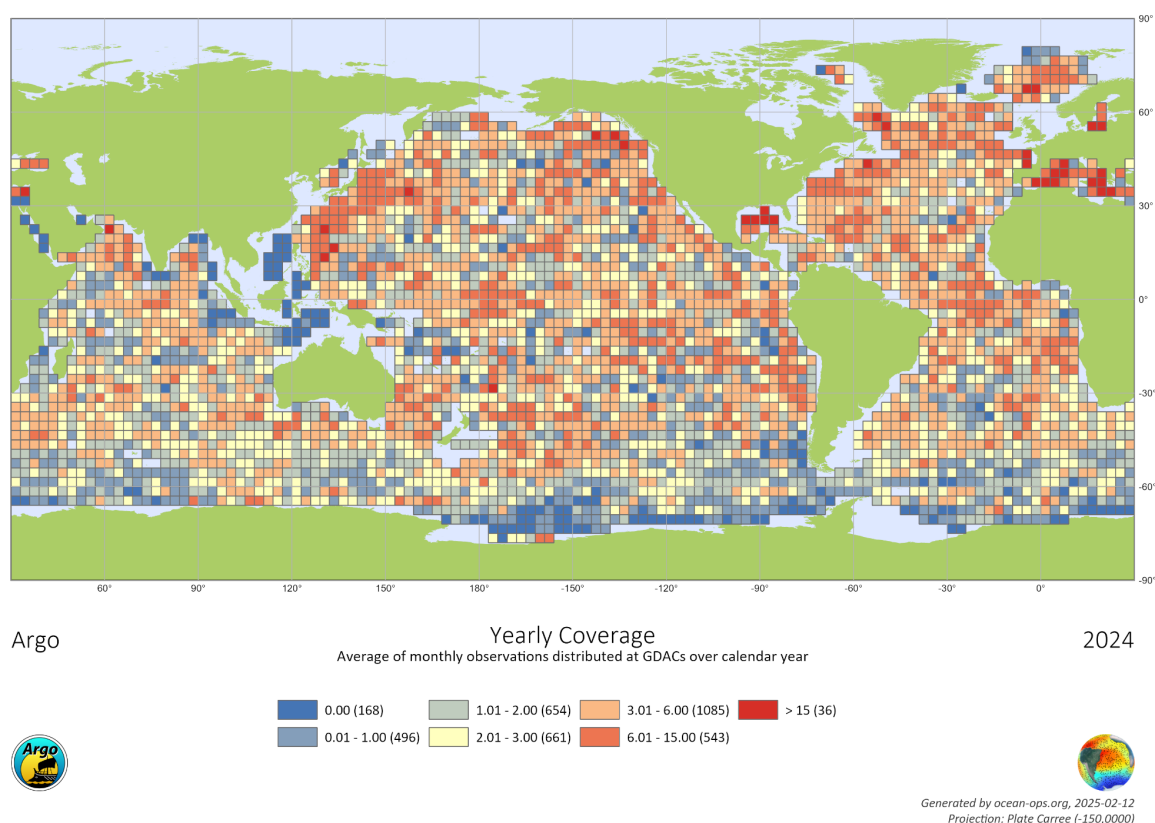 90°
60°
30°
0°
-30°
-60°
-90°
60°
90°
120°
150°
180°
-150°
-120°
-90°
-60°
-30°
0°
Argo
Yearly Coverage
2024
Average of monthly observations distributed at GDACs over calendar year
0.00 (168)
1.01 - 2.00 (654)
3.01 - 6.00 (1085)
> 15 (36)
0.01 - 1.00 (496)
2.01 - 3.00 (661)
6.01 - 15.00 (543)
Argo
Generated by ocean-ops.org, 2025-02-12
Projection: Plate Carree (-150.0000)